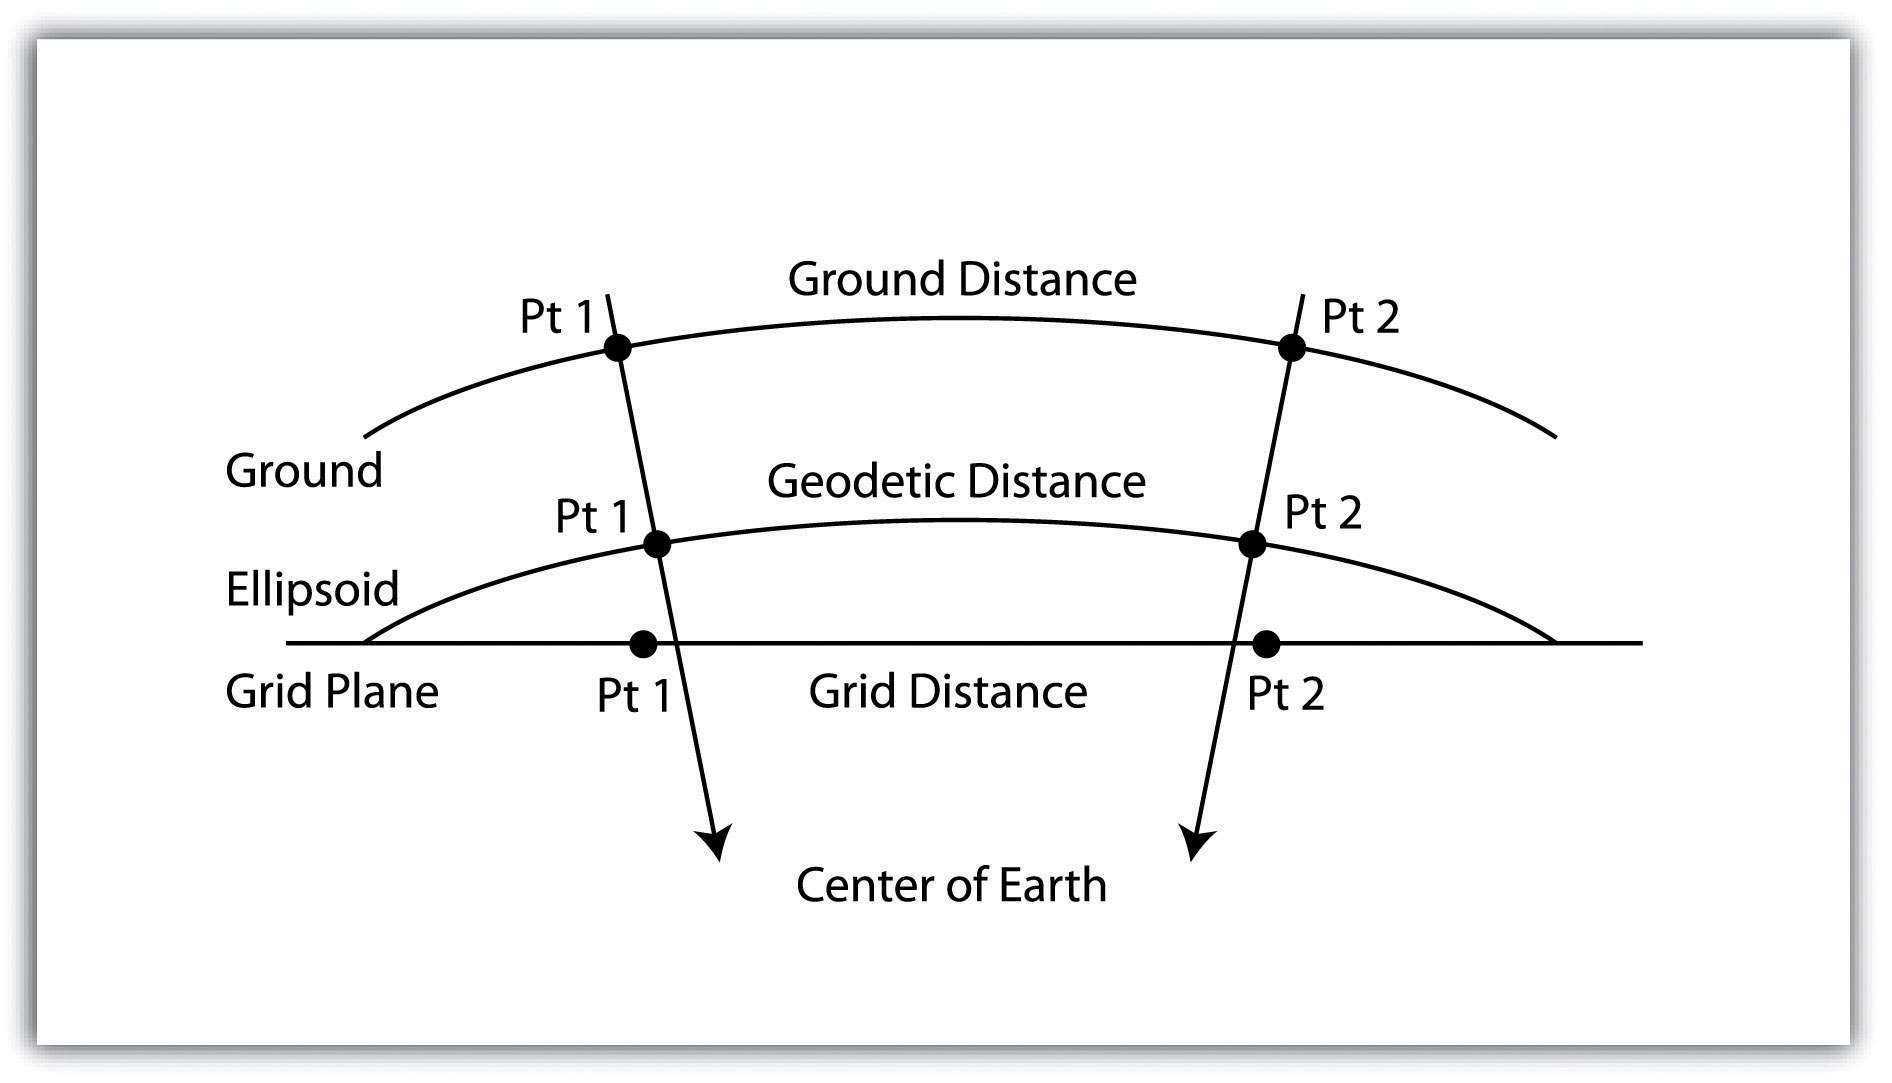 Ground Distance
Pt 1
Pt 2
Ground
Geodetic Distance
Pt 1
Pt 2
Ellipsoid
Grid Plane
Pt 1
Grid Distance
Pt 2
Center of Earth